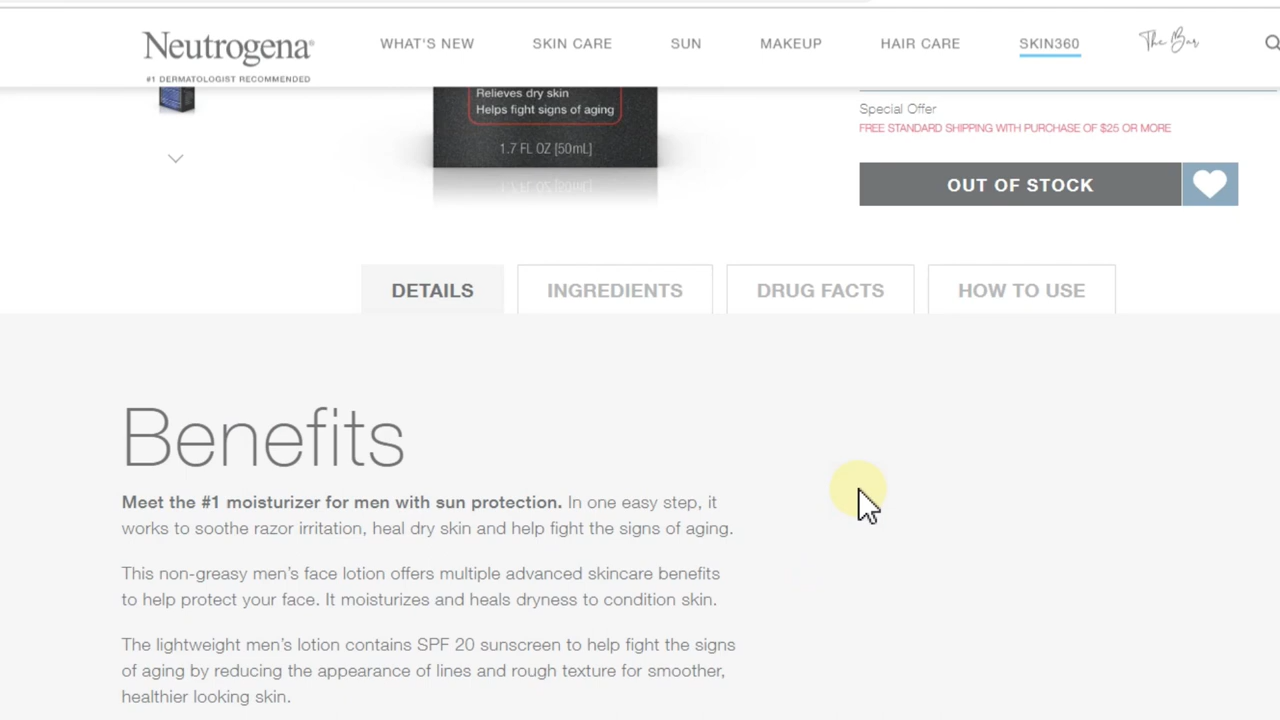 Neutrogena®
#1 DERMATOLOGIST RECOMMENDED
WHAT'S NEW
SKIN CARE
SUN
MAKEUP
HAIR CARE
SKIN360
The Bar
Relieves dry skin
Helps fight signs of aging
1.7 FL OZ [50mL]
Special Offer
FREE STANDARD SHIPPING WITH PURCHASE OF $25 OR MORE
OUT OF STOCK
DETAILS
INGREDIENTS
DRUG FACTS
HOW TO USE
Benefits
Meet the #1 moisturizer for men with sun protection. In one easy step, it
works to soothe razor irritation, heal dry skin and help fight the signs of aging.
This non-greasy men’s face lotion offers multiple advanced skincare benefits
to help protect your face. It moisturizes and heals dryness to condition skin.
The lightweight men’s lotion contains SPF 20 sunscreen to help fight the signs
of aging by reducing the appearance of lines and rough texture for smoother,
healthier looking skin.